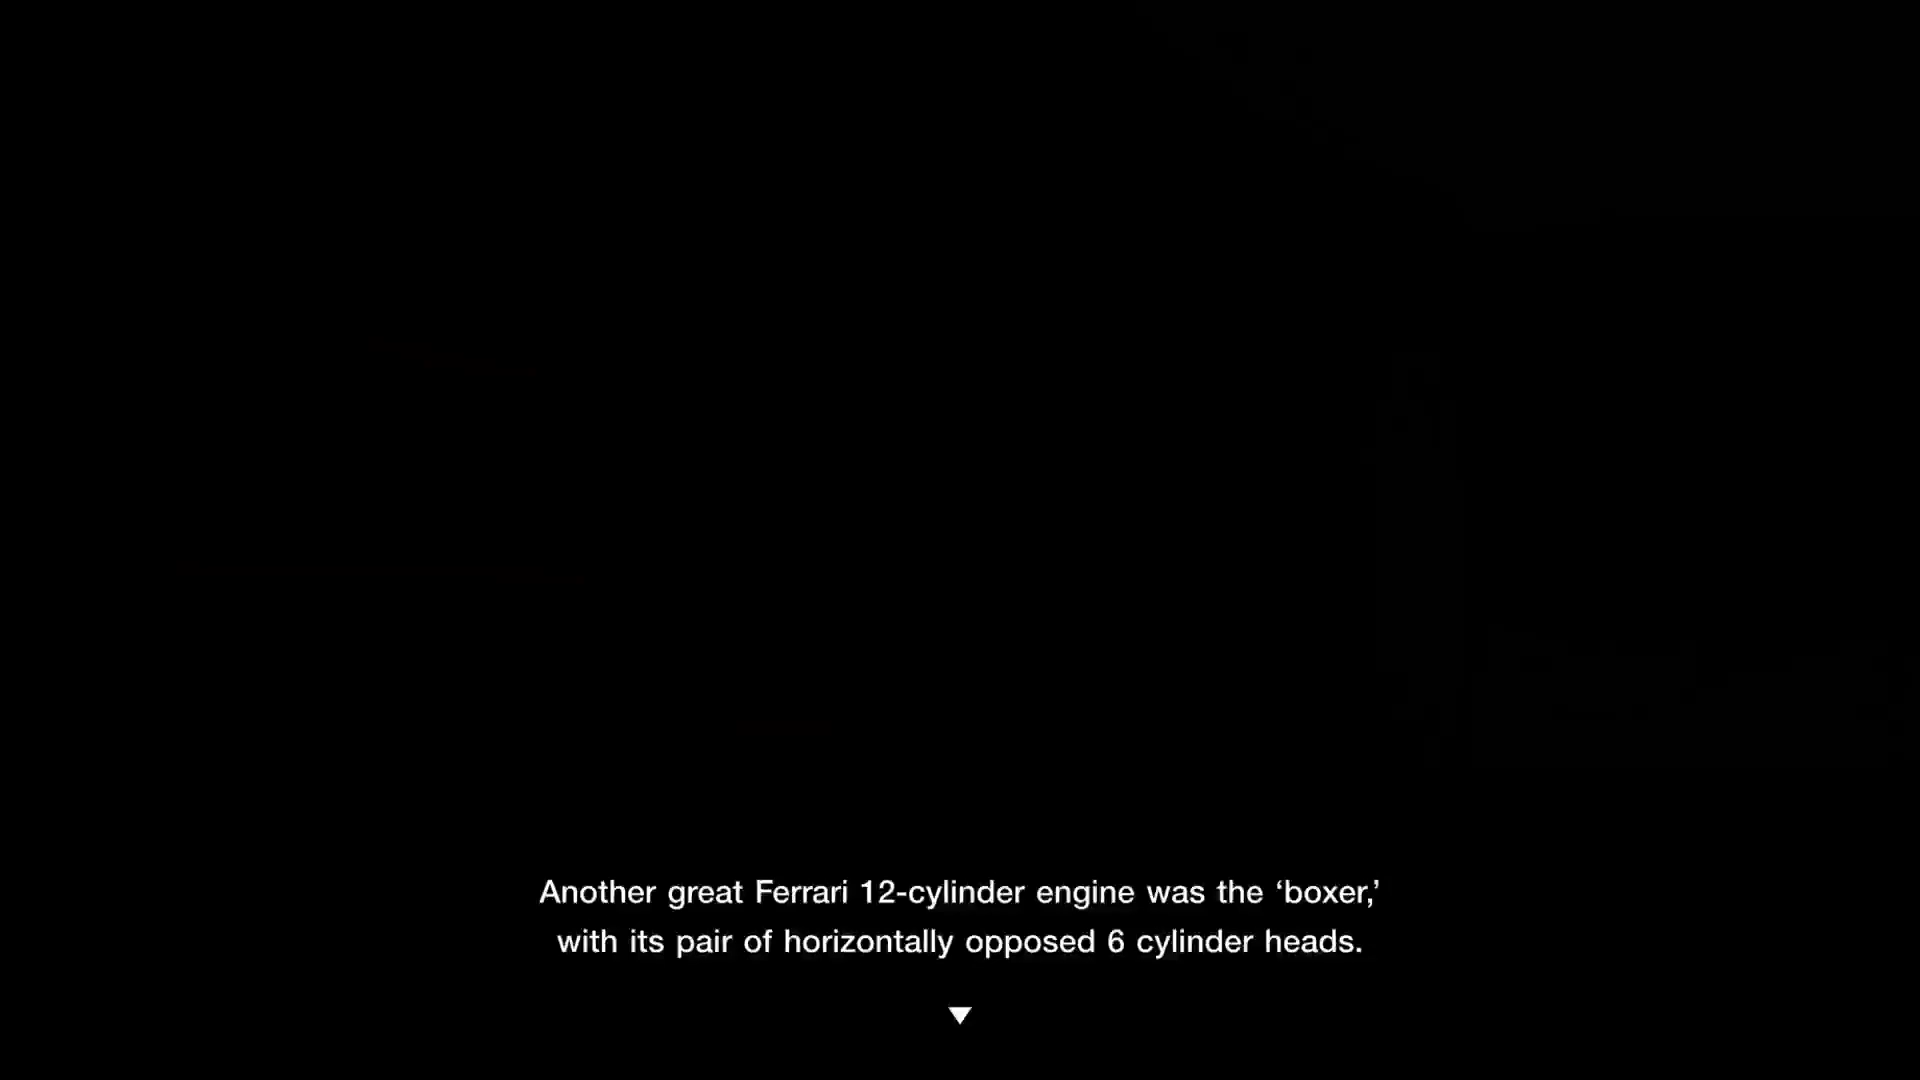 Another great Ferrari 12-cylinder engine was the ‘boxer,’
with its pair of horizontally opposed 6 cylinder heads.